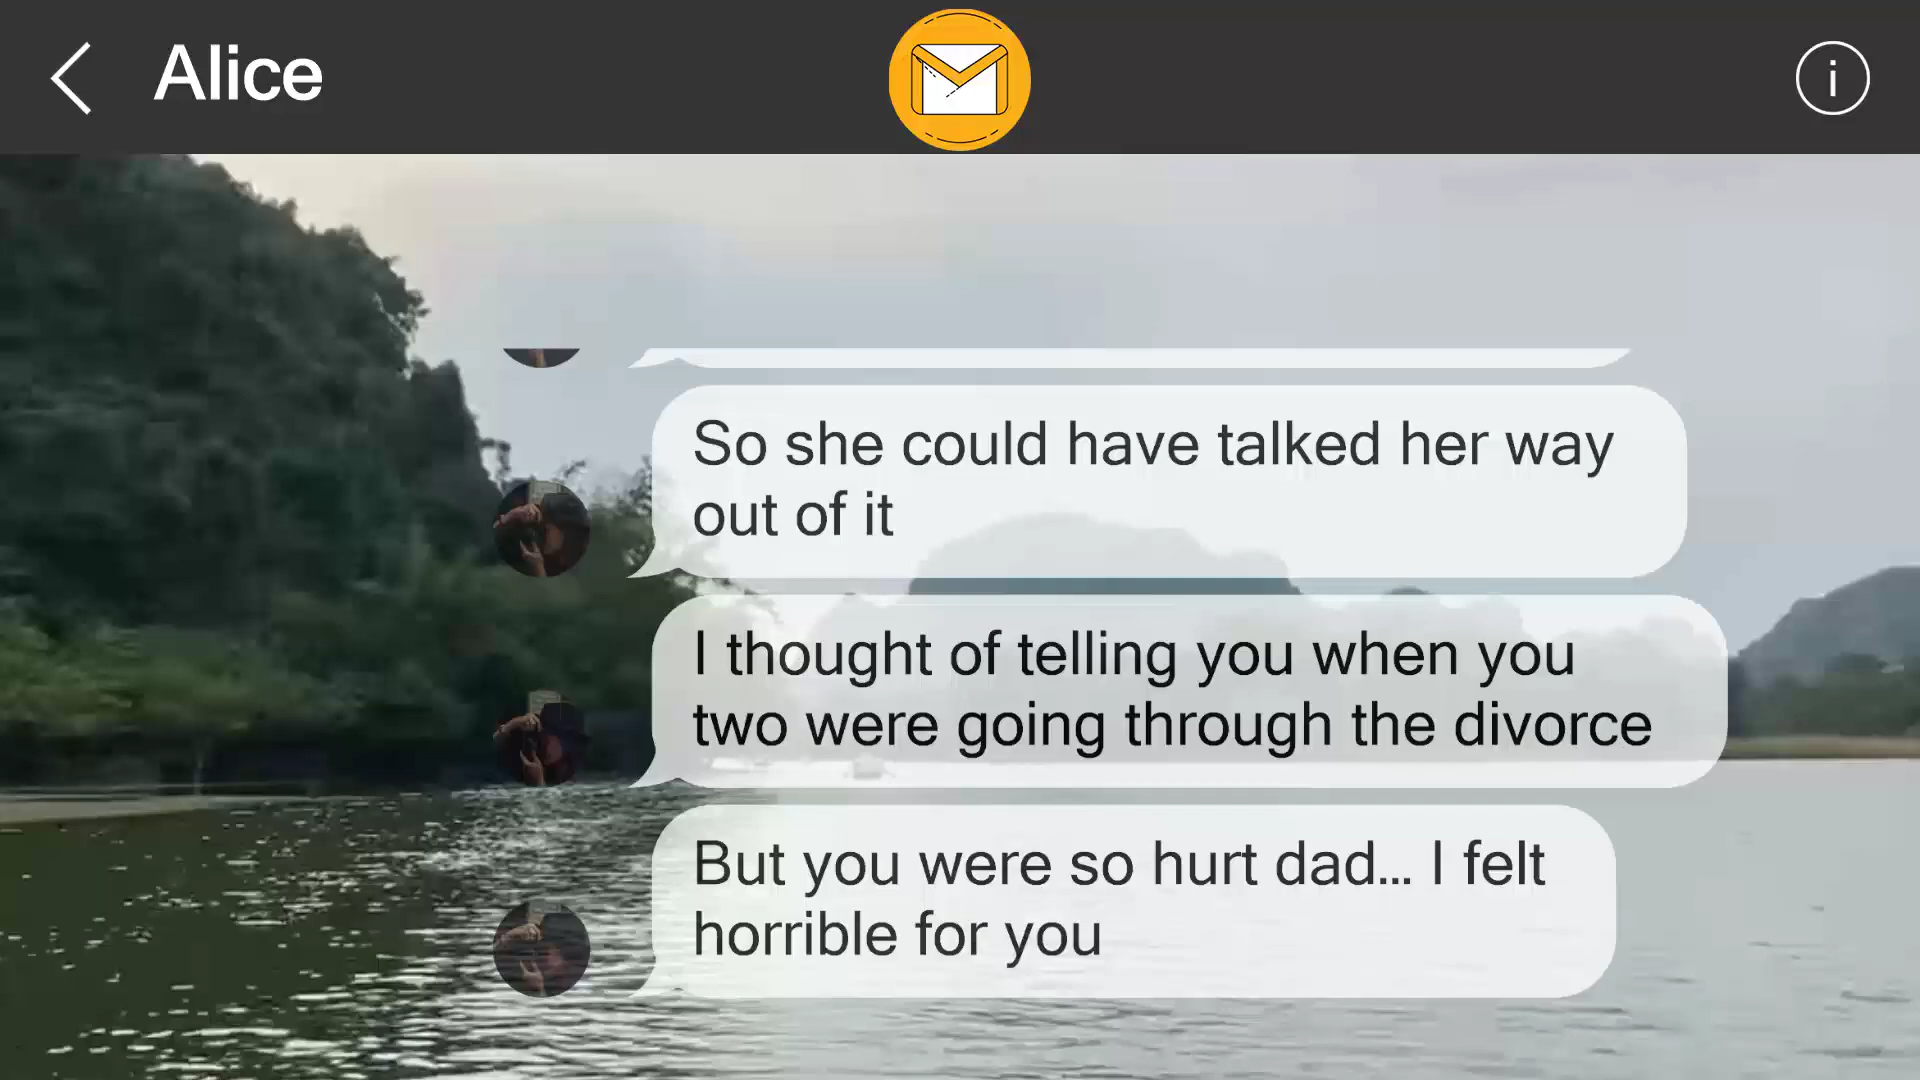 Alice
So she could have talked her way
out of it
I thought of telling you when you
two were going through the divorce
But you were so hurt dad... I felt
horrible for you